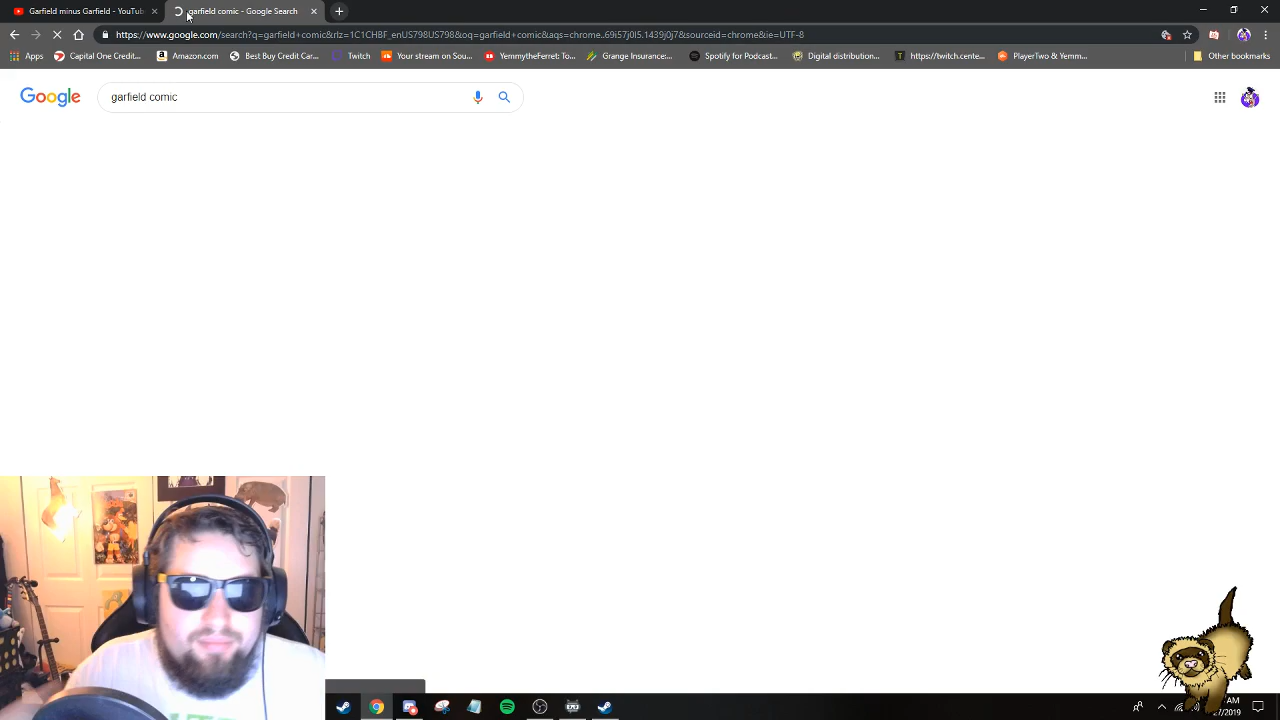 Garfield minus Garfield - YouTub
garfield comic - Google Search
https://www.google.com/search?q=garfield+comic&rlz=1C1CHBF_enUS798US798&oq=garfield+comic&aqs=chrome..69i57j0l5.1439j0j7&sourceid=chrome&ie=UTF-8
Apps Capital One Credit... Amazon.com Best Buy Credit Car... Twitch Your stream on Sou... YemmytheFerret: To... Grange Insurance:... Spotify for Podcast... Digital distribution... https://twitch.cente... PlayerTwo & Yemm... Other bookmarks
Google
garfield comic
AM
/2019